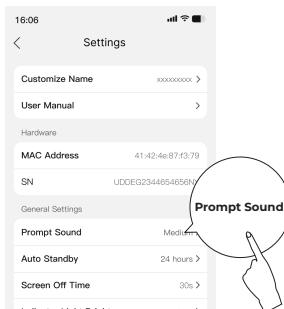 16:06
Settings
Customize Name xxxxxxxxx >
User Manual >
Hardware
MAC Address 41:42:4e:87:f3:79
SN UDDEG2344654656N
General Settings
Prompt Sound
Prompt Sound Medium
Auto Standby 24 hours >
Screen Off Time 30s >